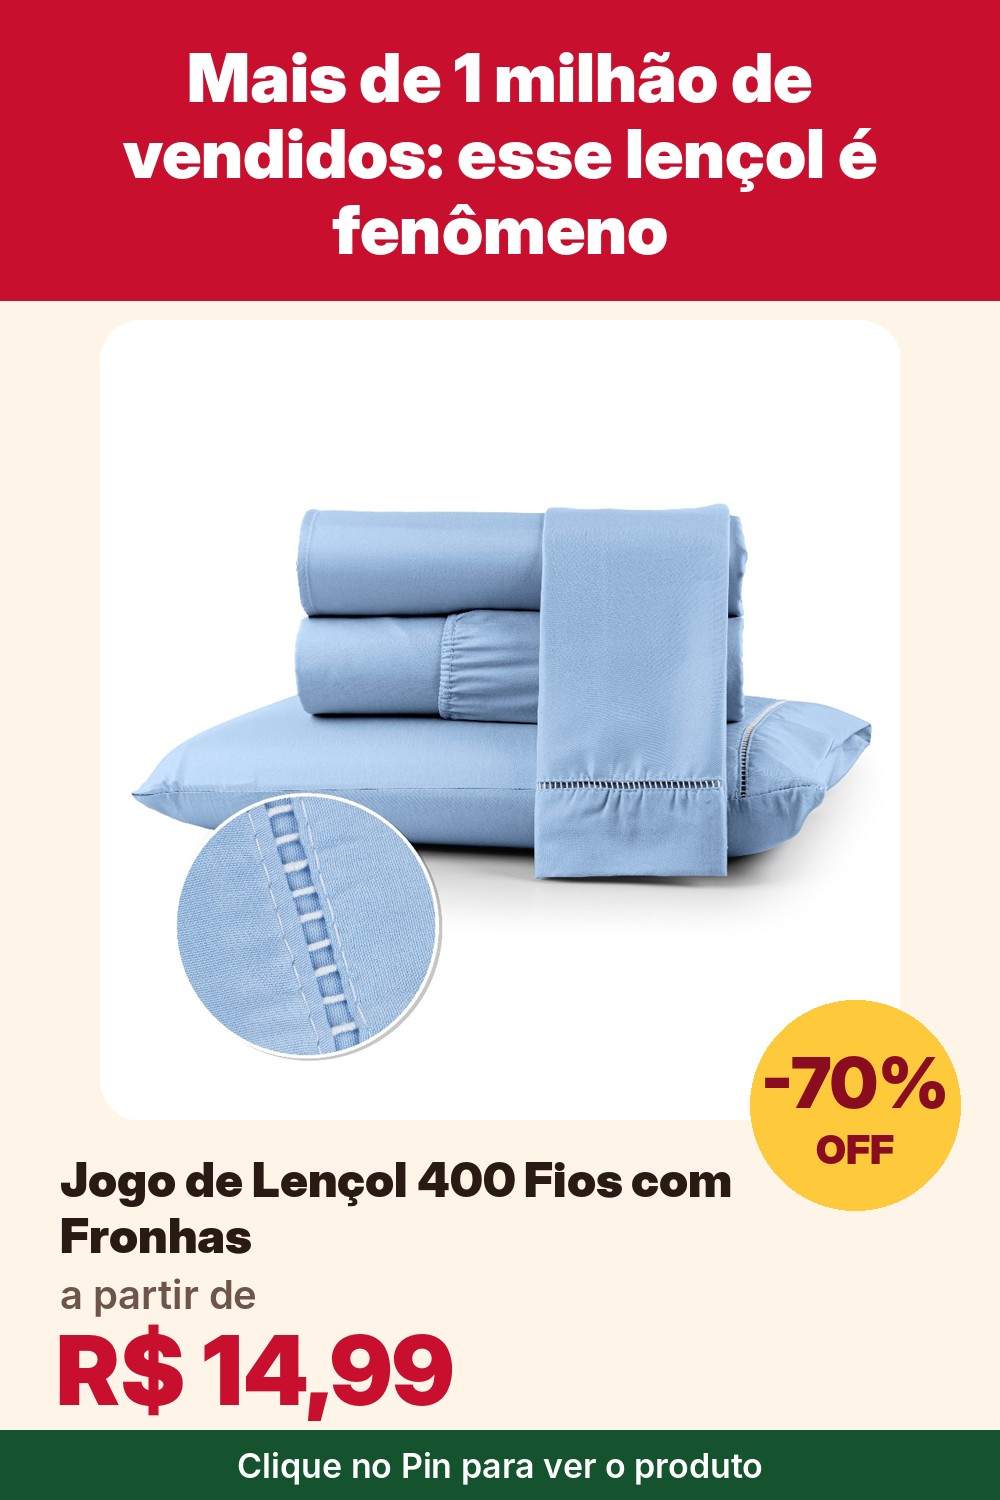 Mais de 1 milhão de
vendidos: esse lençol é
fenômeno
-70%
OFF
Jogo de Lençol 400 Fios com
Fronhas
a partir de
R$ 14,99
Clique no Pin para ver o produto